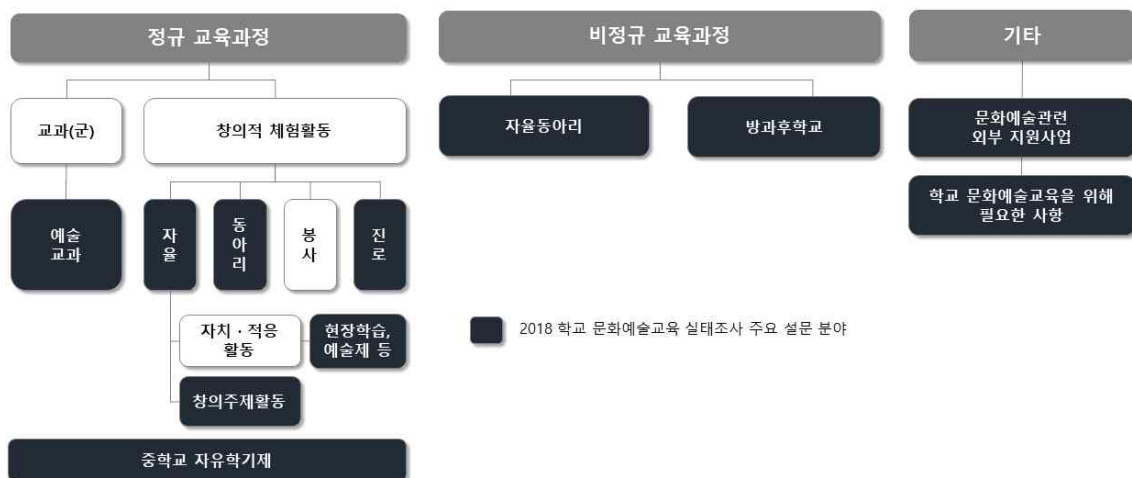 정규 교육과정
교과(군)
창의적 체험활동
예술
교과
자율
동아리
봉사
진로
자치·적응
활동
현장학습,
예술제 등
창의주제활동
중학교 자유학기제
비정규 교육과정
자율동아리
방과후학교
기타
문화예술관련
외부 지원사업
학교 문화예술교육을 위해
필요한 사항
2018 학교 문화예술교육 실태조사 주요 설문 분야